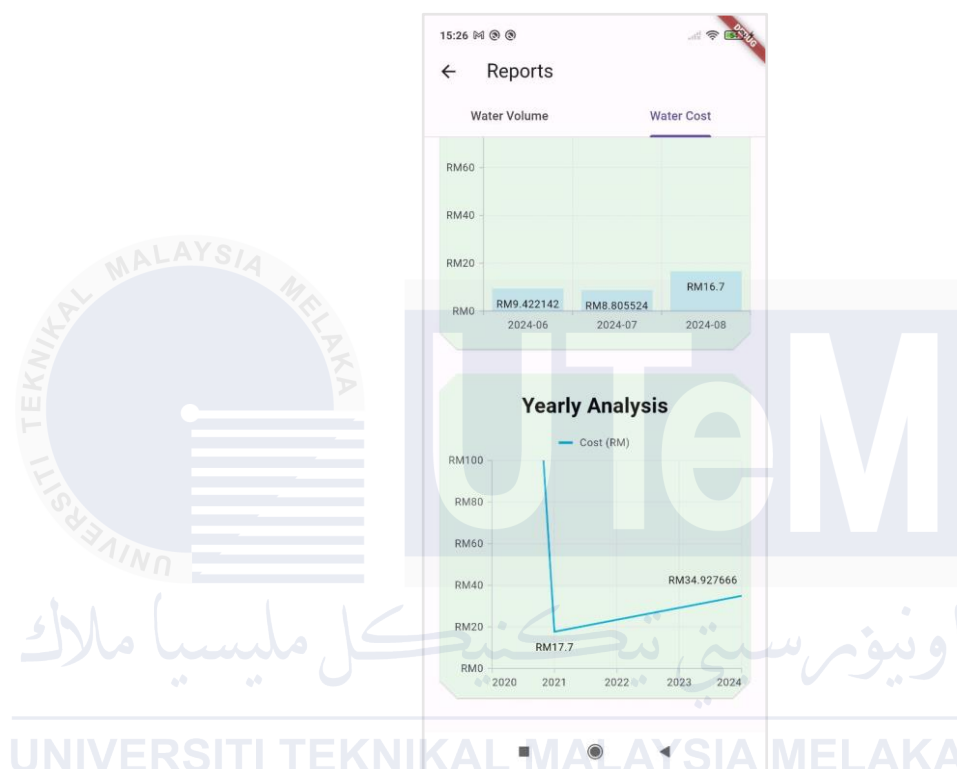 15:26
DEBUG
Reports
Water Volume Water Cost
RM60
RM40
RM20
RM0
RM9.422142 RM8.805524 RM16.7
2024-06 2024-07 2024-08
Yearly Analysis
Cost (RM)
RM100
RM80
RM60
RM40
RM20
RM0
RM34.927666
RM17.7
2020 2021 2022 2023 2024
UNIVERSITI TEKNIKAL MALAYSIA MELAKA
UTeM
اونيۏرسيتي تيكنيكل مليسيا ملاك
UNIVERSITI TEKNIKAL MALAYSIA MELAKA